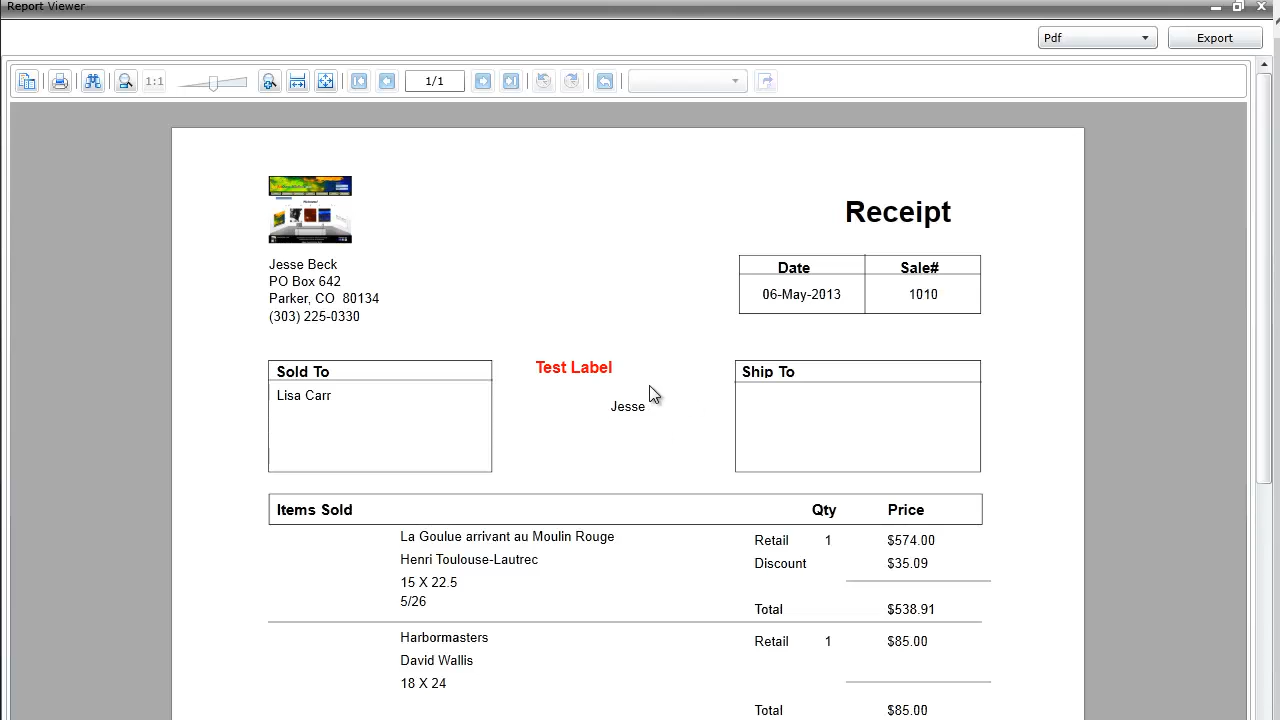 Report Viewer
Pdf
Export
1:1
1/1
Receipt
Date Sale#
06-May-2013 1010
Jesse Beck
PO Box 642
Parker, CO  80134
(303) 225-0330
Sold To
Lisa Carr
Test Label
Jesse
Ship To
Items Sold Qty Price
La Goulue arrivant au Moulin Rouge
Retail 1 $574.00
Henri Toulouse-Lautrec
Discount $35.09
15 X 22.5
5/26
Total $538.91
Harbormasters
Retail 1 $85.00
David Wallis
18 X 24
Total $85.00